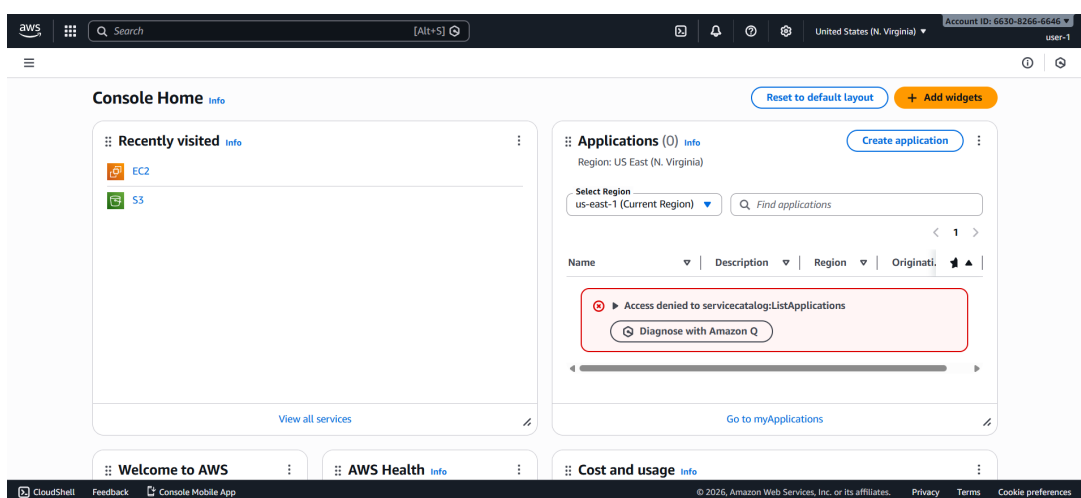 aws
Search [Alt+S]
United States (N. Virginia) ▼
Account ID: 6630-8266-6646 ▼
user-1
Console Home Info
Reset to default layout
+ Add widgets
Recently visited Info
EC2
S3
View all services
Applications (0) Info
Create application
Region: US East (N. Virginia)
Select Region
us-east-1 (Current Region) ▼
Find applications
< 1 >
Name Description Region Originati.
Access denied to servicecatalog:ListApplications
Diagnose with Amazon Q
Go to myApplications
Welcome to AWS
AWS Health Info
Cost and usage Info
CloudShell Feedback Console Mobile App
© 2026, Amazon Web Services, Inc. or its affiliates. Privacy Terms Cookie preferences